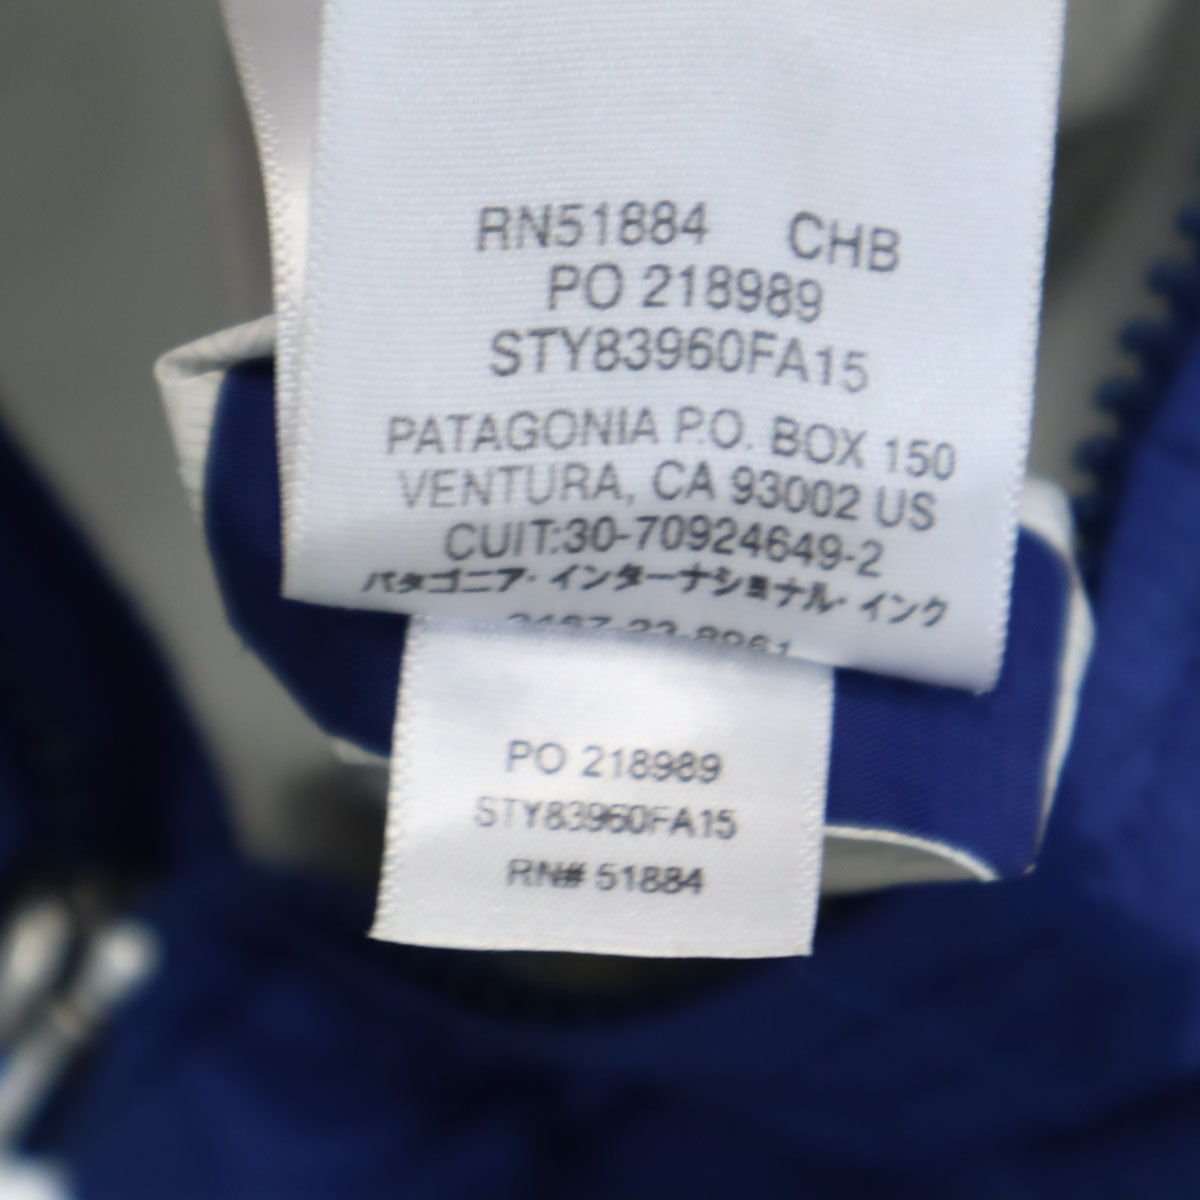 RN51884 CHB
PO 218989
STY83960FA15
PATAGONIA P.O. BOX 150
VENTURA, CA 93002 US
CUIT:30-70924649-2
パタゴニア・インターナショナル・インク
PO 218989
STY83960FA15
RN# 51884